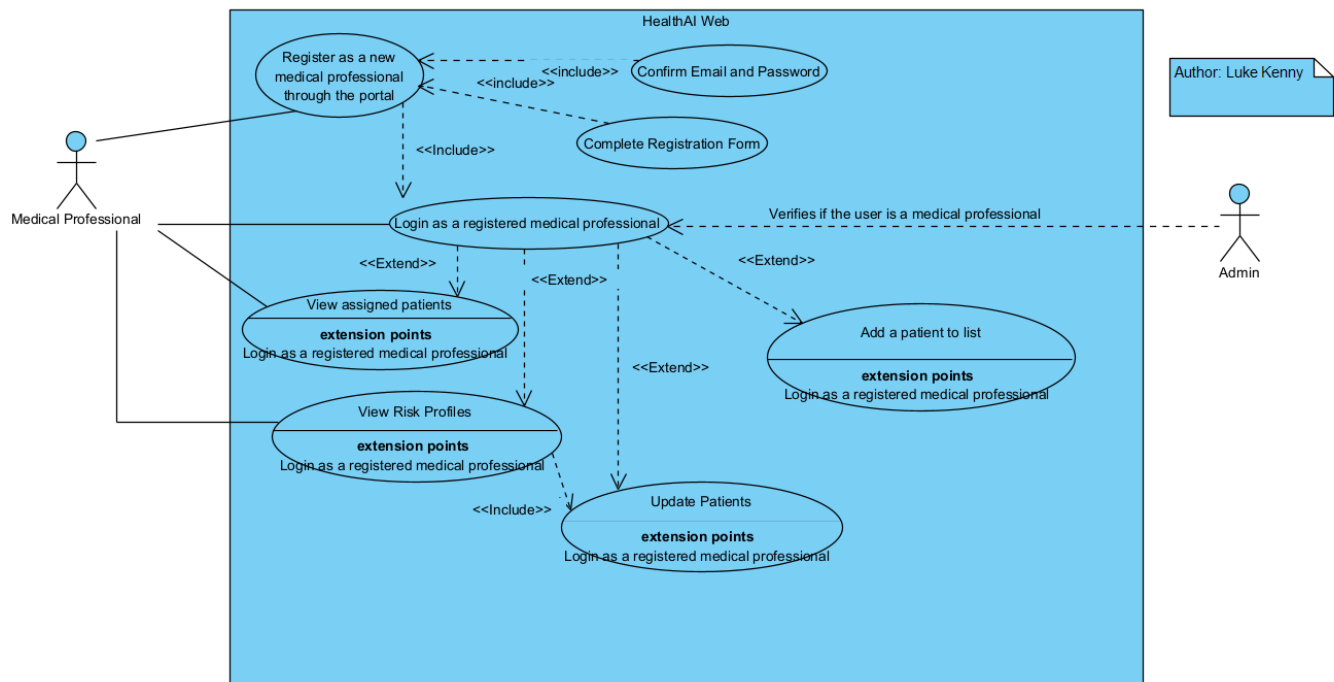 HealthAI Web
Register as a new
medical professional
through the portal
<<include>>
Confirm Email and Password
<<include>>
Complete Registration Form
Author: Luke Kenny
<<Include>>
Medical Professional
Login as a registered medical professional
Verifies if the user is a medical professional
Admin
<<Extend>>
<<Extend>>
<<Extend>>
View assigned patients
extension points
Login as a registered medical professional
Add a patient to list
extension points
Login as a registered medical professional
<<Extend>>
View Risk Profiles
extension points
Login as a registered medical professional
<<Include>>
Update Patients
extension points
Login as a registered medical professional